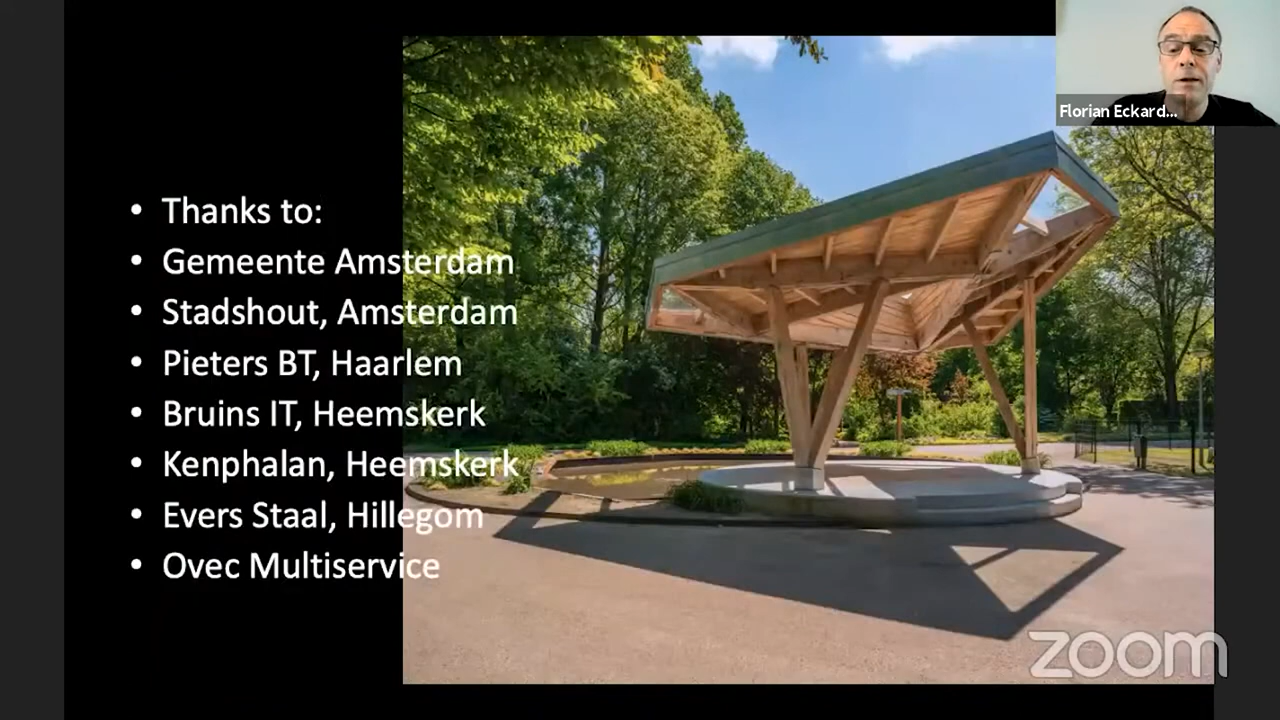 Florian Eckard...
• Thanks to:
• Gemeente Amsterdam
• Stadshout, Amsterdam
• Pieters BT, Haarlem
• Bruins IT, Heemskerk
• Kenphalan, Heemskerk
• Evers Staal, Hillegom
• Ovec Multiservice
zoom